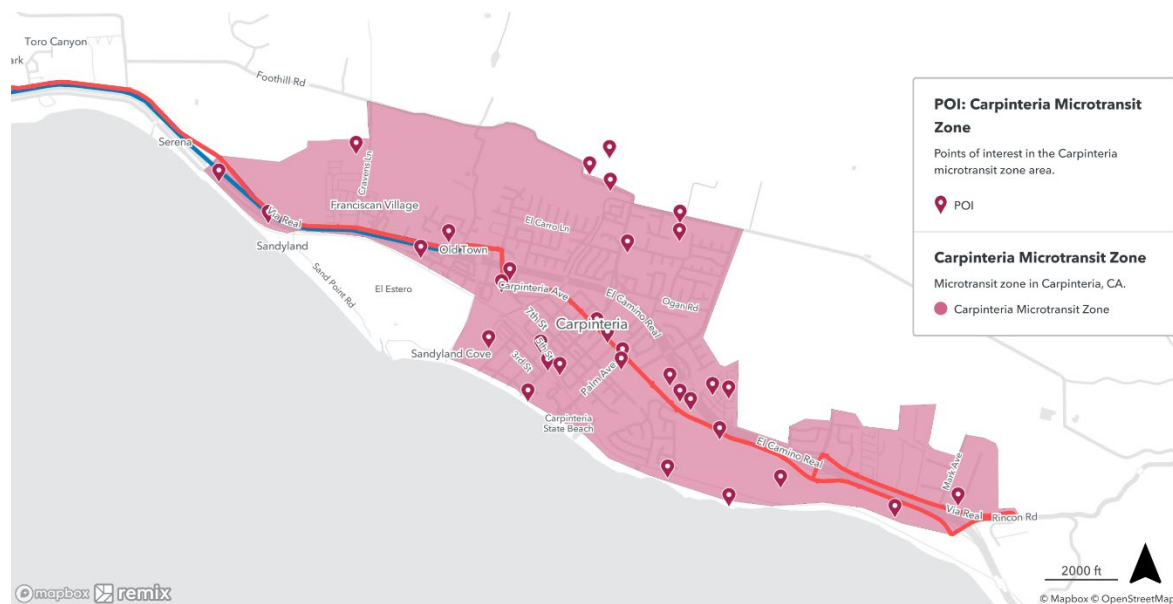 Toro Canyon
ark
Foothill Rd
Serena
Cravens Ln
Franciscan Village
Via Real
El Carro Ln
Old Town
Sandyland
Sand Point Rd
El Estero
Carpinteria Ave
El Camino Real
Ogan Rd
7th St
Carpinteria
5th St
Sandyland Cove
3rd St
Palm Ave
Carpinteria
State Beach
El Camino Real
Mark Ave
Via Real
Rincon Rd
POI: Carpinteria Microtransit
Zone
Points of interest in the Carpinteria
microtransit zone area.
POI
Carpinteria Microtransit Zone
Microtransit zone in Carpinteria, CA.
Carpinteria Microtransit Zone
2000 ft
mapbox remix
© Mapbox © OpenStreetMap